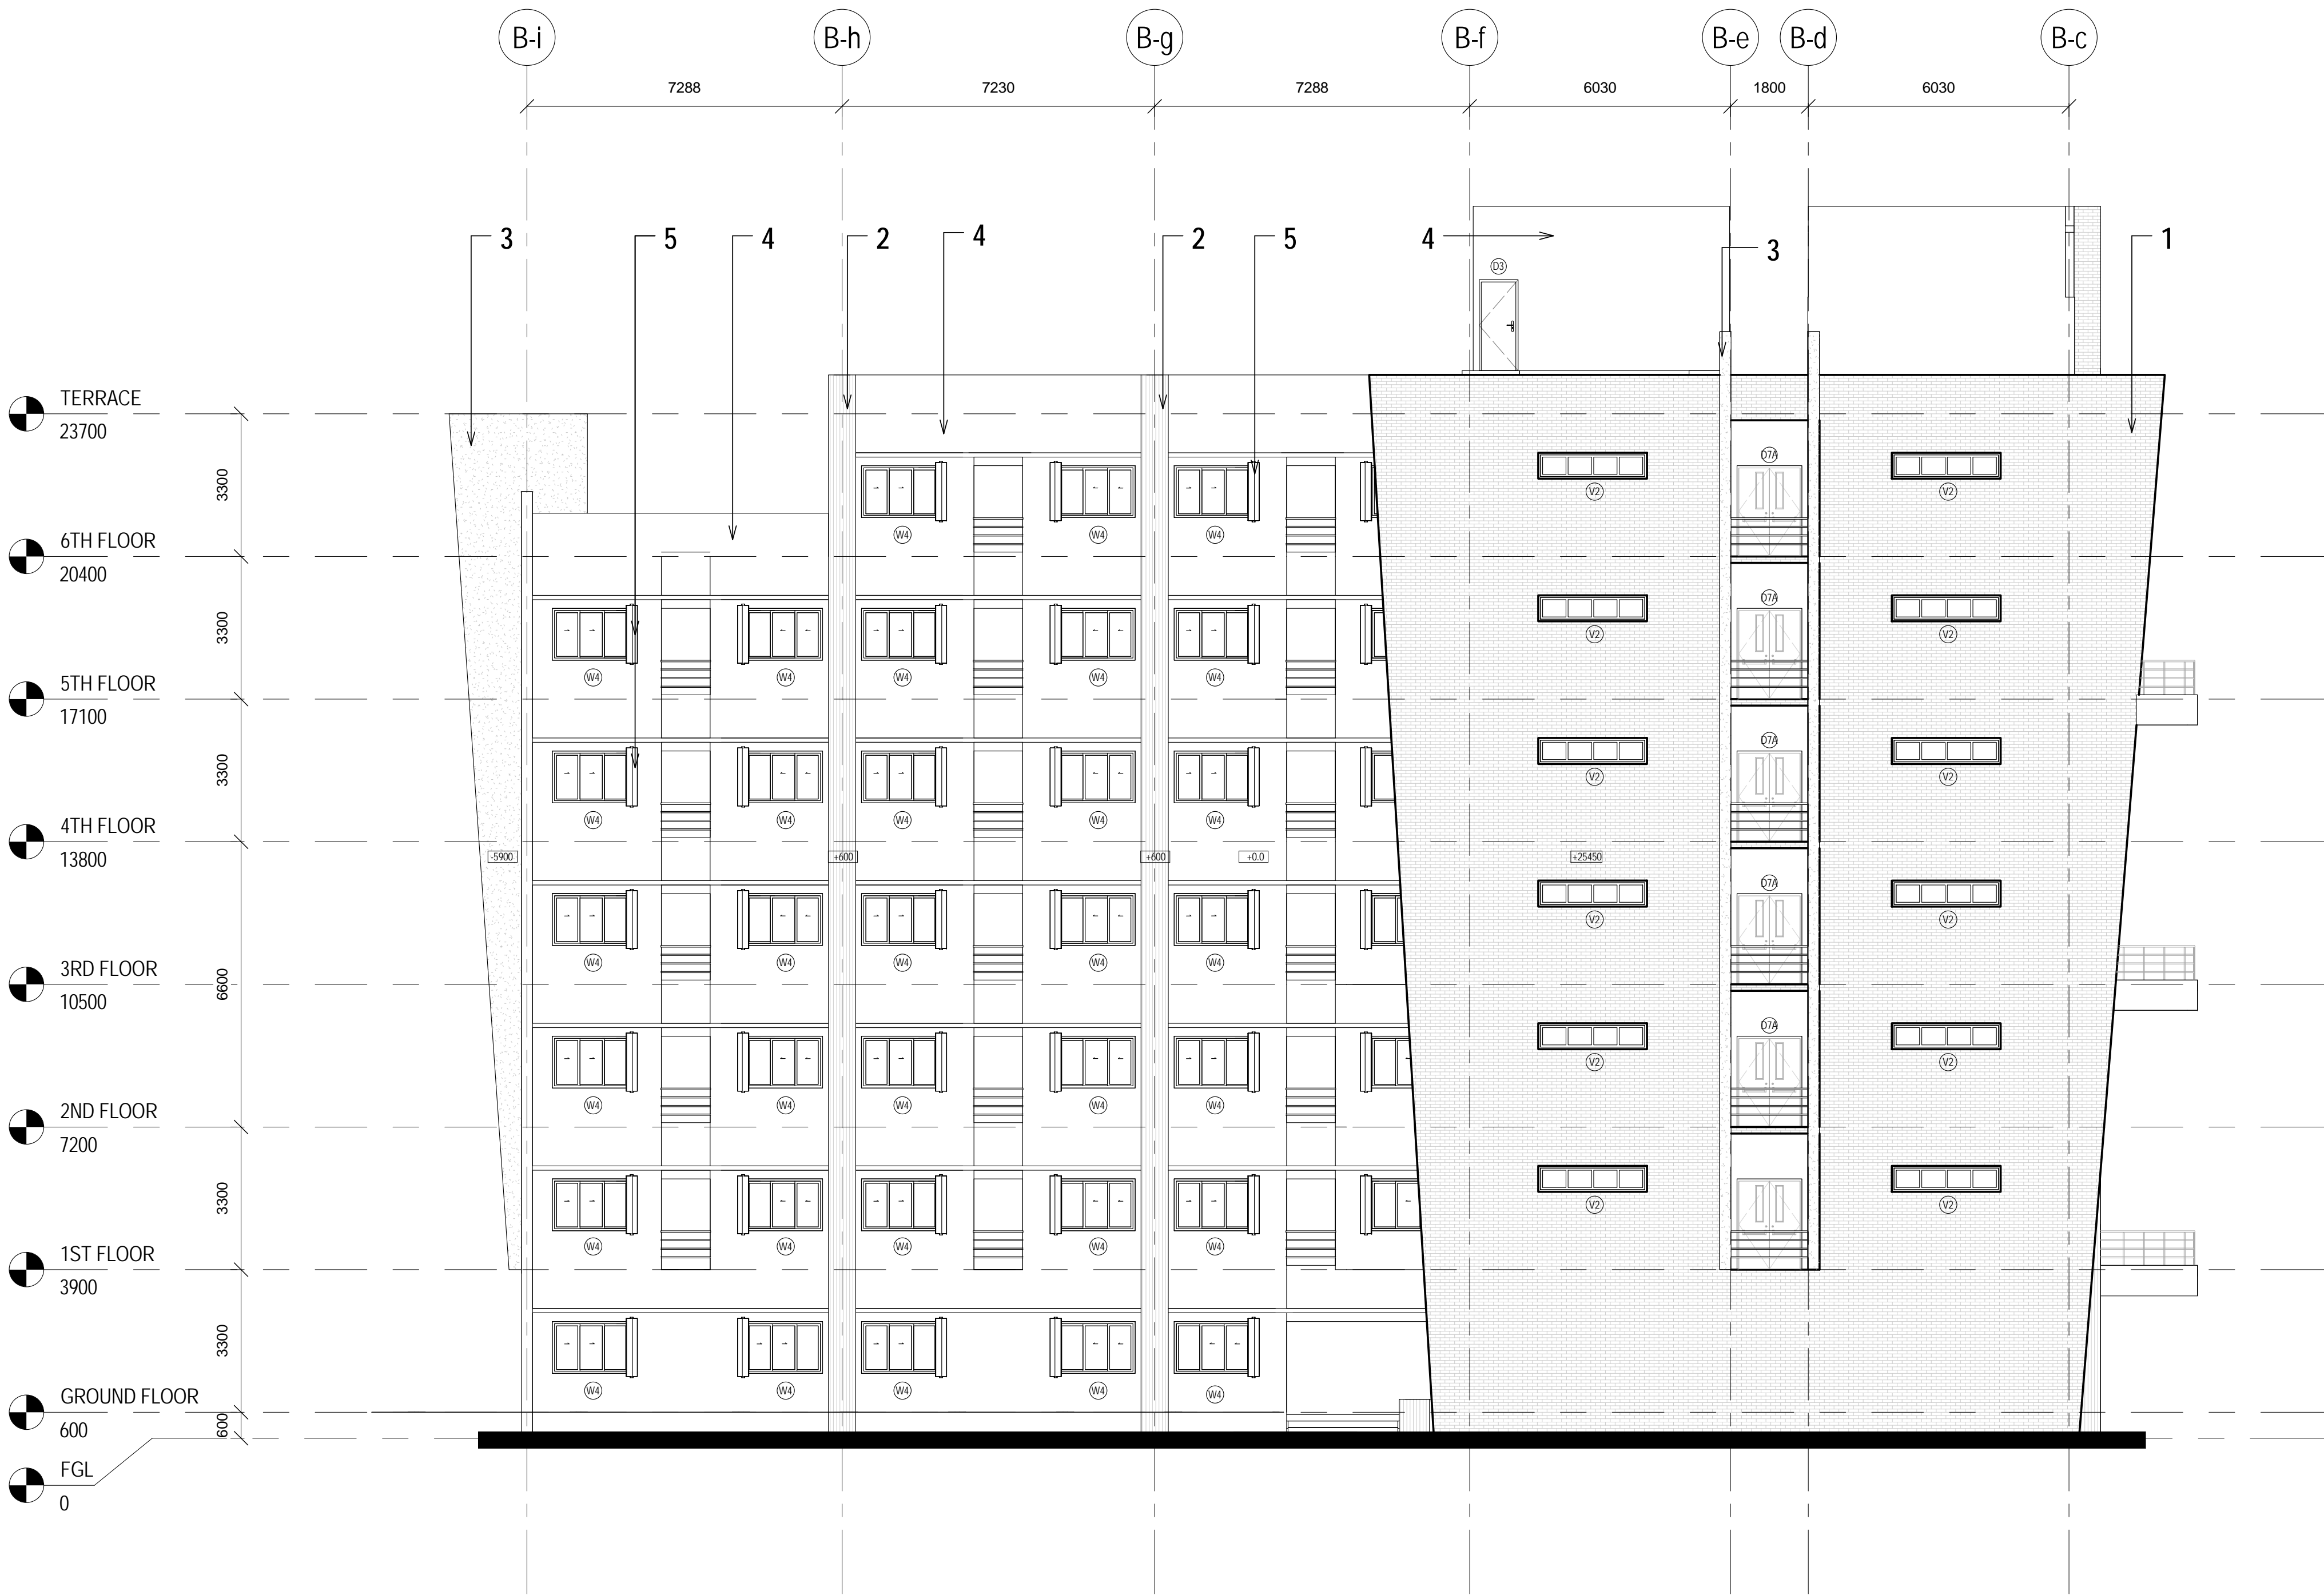 B-i B-h B-g B-f B-e B-d B-c
7288 7230 7288 6030 1800 6030
3 5 4 2 4 2 5 4 3 1
D3
TERRACE
23700
3300
D7A
V2 V2
W4 W4 W4
6TH FLOOR
20400
3300
D7A
V2 V2
W4 W4 W4 W4 W4
5TH FLOOR
17100
3300
D7A
V2 V2
W4 W4 W4 W4 W4
4TH FLOOR
13800
-5900 +600 +600 +0.0 +25450
D7A
V2 V2
W4 W4 W4 W4 W4
3RD FLOOR
10500
6600
D7A
V2 V2
W4 W4 W4 W4 W4
2ND FLOOR
7200
3300
V2 V2
W4 W4 W4 W4 W4
1ST FLOOR
3900
3300
W4 W4 W4 W4 W4
GROUND FLOOR
600
600
FGL
0